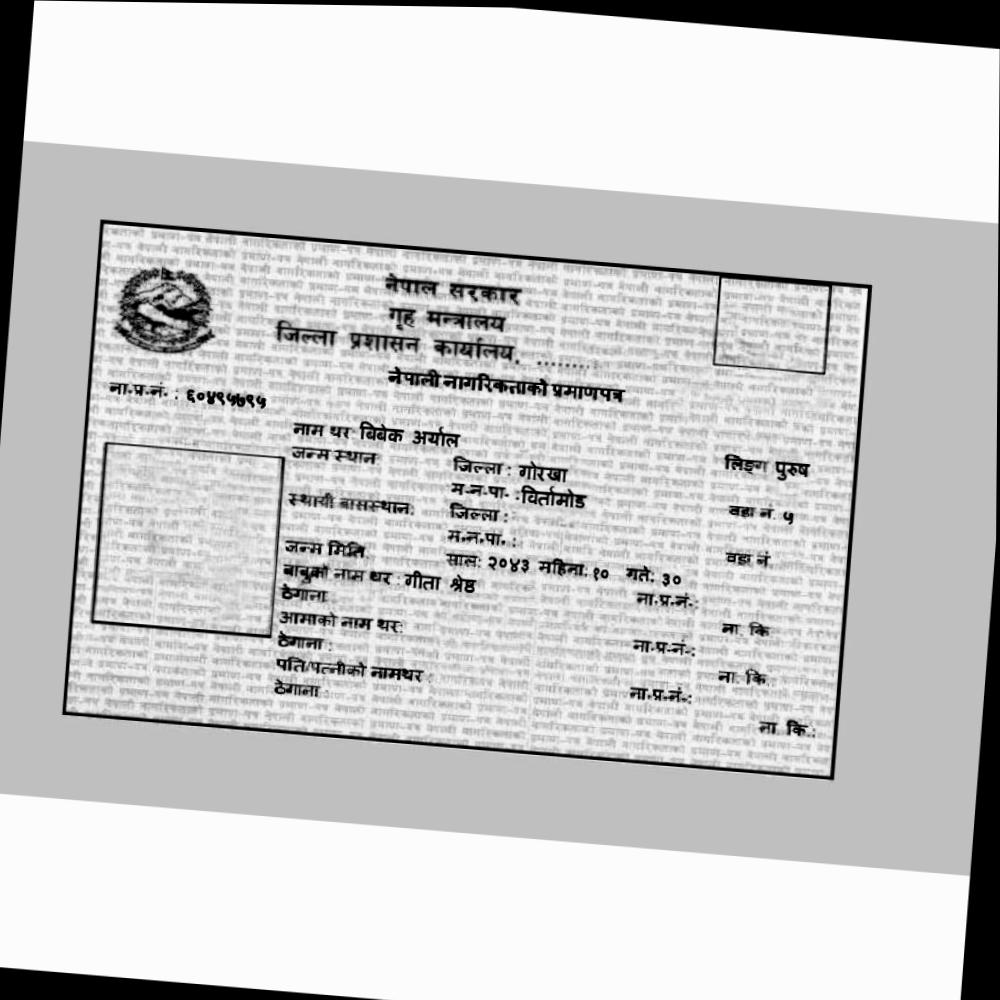 नेपाल सरकार
गृह मन्त्रालय
जिल्ला प्रशासन कार्यालय, ........
नेपाली नागरिकताको प्रमाणपत्र
ना.प्र.नं. : ६०४९५७९५
नाम थर बिबेक अर्याल लिङ्ग पुरुष
जन्म स्थान जिल्ला : गोरखा
म.न.पा. :विर्तामोड वडा नं. ५
स्थायी बासस्थान: जिल्ला :
म.न.पा. : वडा नं.
जन्म मिति साल: २०४३ महिना: १० गते: ३०
बाबुको नाम थर : गीता श्रेष्ठ ना.प्र.नं.:
ठेगाना ना. कि
आमाको नाम थर: ना.प्र.नं.:
ठेगाना : ना. कि.:
पति/पत्नीको नामथर : ना.प्र.नं.:
ठेगाना : ना. कि.: